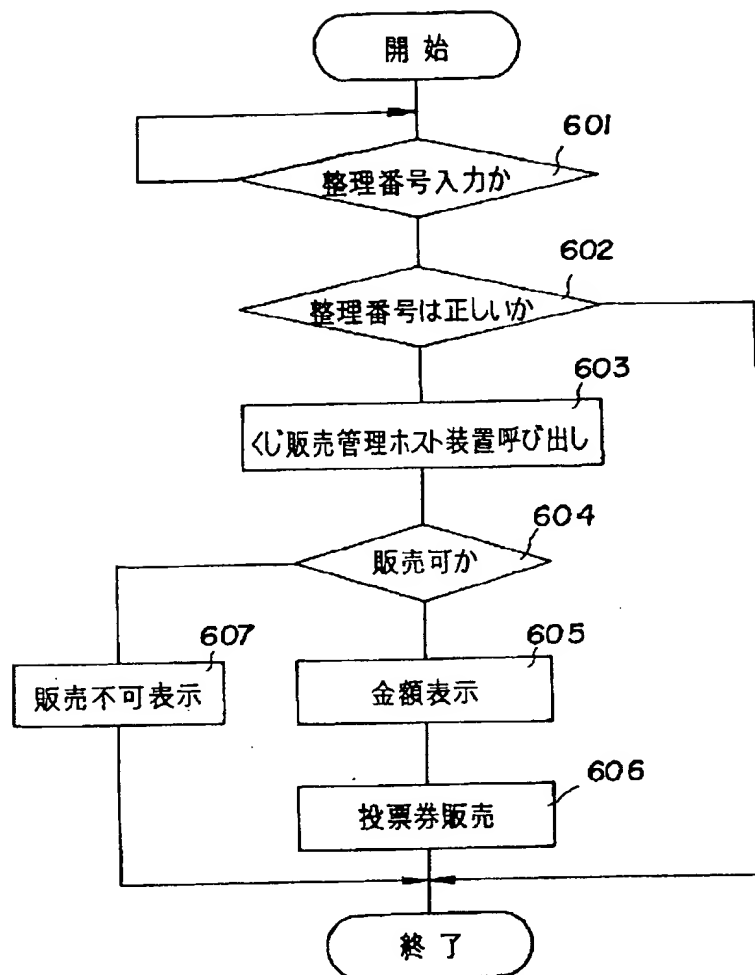 開始
601
整理番号入力か
602
整理番号は正しいか
603
くじ販売管理ホスト装置呼び出し
604
販売可か
607
販売不可表示
605
金額表示
606
投票券販売
終了